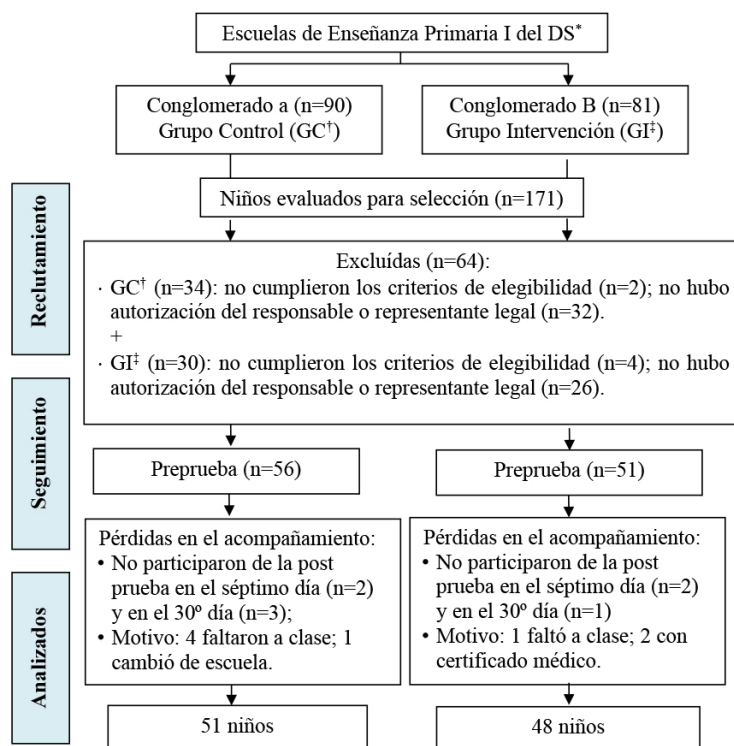 Escuelas de Enseñanza Primaria I del DS*
Conglomerado a (n=90)
Grupo Control (GC†)
Conglomerado B (n=81)
Grupo Intervención (GI‡)
Reclutamiento
Niños evaluados para selección (n=171)
Excluídas (n=64):
· GC† (n=34): no cumplieron los criterios de elegibilidad (n=2); no hubo
autorización del responsable o representante legal (n=32).
+
· GI‡ (n=30): no cumplieron los criterios de elegibilidad (n=4); no hubo
autorización del responsable o representante legal (n=26).
Seguimiento
Preprueba (n=56)
Preprueba (n=51)
Pérdidas en el acompañamiento:
• No participaron de la post
prueba en el séptimo día (n=2)
y en el 30º día (n=3);
• Motivo: 4 faltaron a clase; 1
cambió de escuela.
Pérdidas en el acompañamiento:
• No participaron de la post
prueba en el séptimo día (n=2)
y en el 30º día (n=1)
• Motivo: 1 faltó a clase; 2 con
certificado médico.
Analizados
51 niños
48 niños